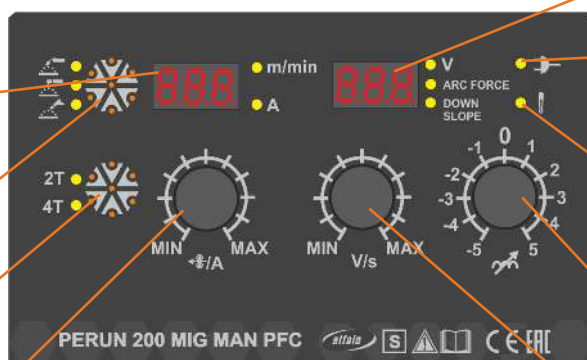 888 m/min 888 V
A ARC FORCE
DOWN
SLOPE
0
-1 1
-2 2
2T -3 3
4T -4 4
-5 5
MIN MAX MIN MAX
/A V/s
PERUN 200 MIG MAN PFC alfain S CE EAC